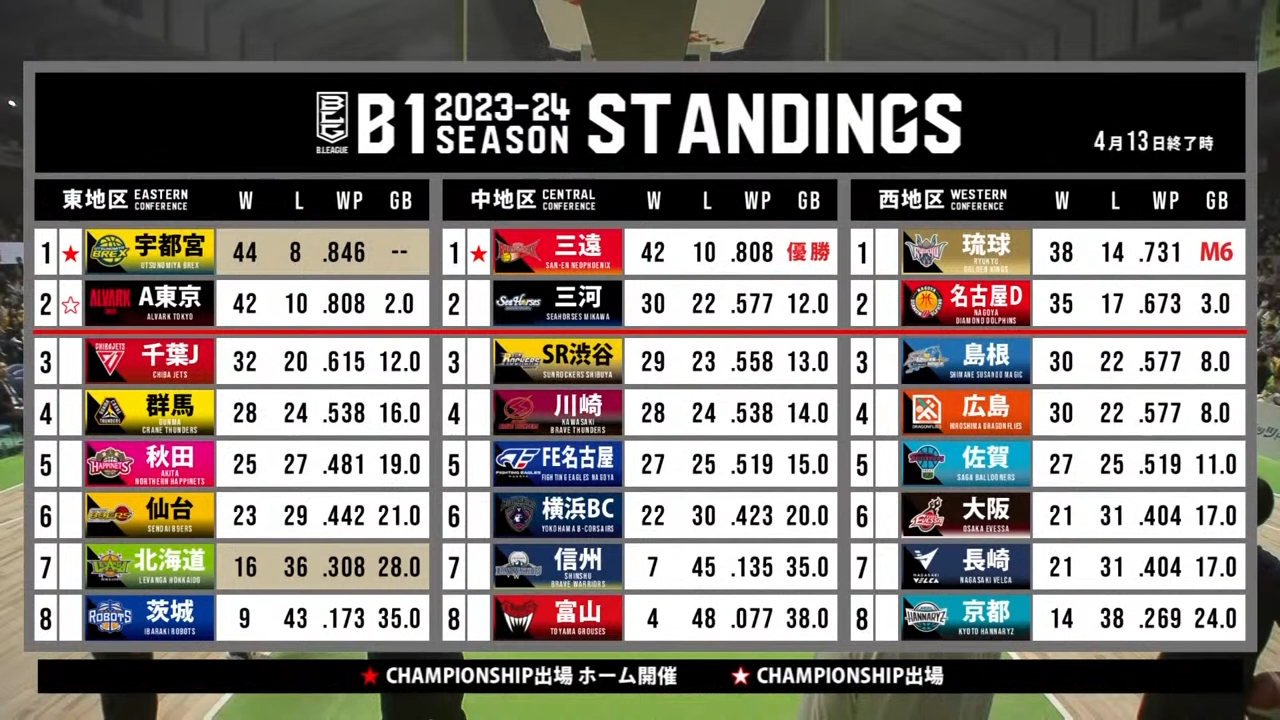 B.LEAGUE B1 2023-24 SEASON STANDINGS 4月13日終了時
東地区 EASTERN CONFERENCE W L WP GB
1 ★ 宇都宮 UTSUNOMIYA BREX 44 8 .846 --
2 ☆ A東京 ALVARK TOKYO 42 10 .808 2.0
3 千葉J CHIBA JETS 32 20 .615 12.0
4 群馬 GUNMA CRANE THUNDERS 28 24 .538 16.0
5 秋田 AKITA NORTHERN HAPPINETS 25 27 .481 19.0
6 仙台 SENDAI 89ERS 23 29 .442 21.0
7 北海道 LEVANGA HOKKAIDO 16 36 .308 28.0
8 茨城 IBARAKI ROBOTS 9 43 .173 35.0
中地区 CENTRAL CONFERENCE W L WP GB
1 ★ 三遠 SAN-EN NEOPHOENIX 42 10 .808 優勝
2 三河 SEAHORSES MIKAWA 30 22 .577 12.0
3 SR渋谷 SUNROCKERS SHIBUYA 29 23 .558 13.0
4 川崎 KAWASAKI BRAVE THUNDERS 28 24 .538 14.0
5 FE名古屋 FIGHTING EAGLES NAGOYA 27 25 .519 15.0
6 横浜BC YOKOHAMA B-CORSAIRS 22 30 .423 20.0
7 信州 SHINSHU BRAVE WARRIORS 7 45 .135 35.0
8 富山 TOYAMA GROUSES 4 48 .077 38.0
西地区 WESTERN CONFERENCE W L WP GB
1 琉球 RYUKYU GOLDEN KINGS 38 14 .731 M6
2 名古屋D NAGOYA DIAMOND DOLPHINS 35 17 .673 3.0
3 島根 SHIMANE SUSANOO MAGIC 30 22 .577 8.0
4 広島 HIROSHIMA DRAGONFLIES 30 22 .577 8.0
5 佐賀 SAGA BALLOONERS 27 25 .519 11.0
6 大阪 OSAKA EVESSA 21 31 .404 17.0
7 長崎 NAGASAKI VELCA 21 31 .404 17.0
8 京都 KYOTO HANNARYZ 14 38 .269 24.0
★ CHAMPIONSHIP出場 ホーム開催 ★ CHAMPIONSHIP出場